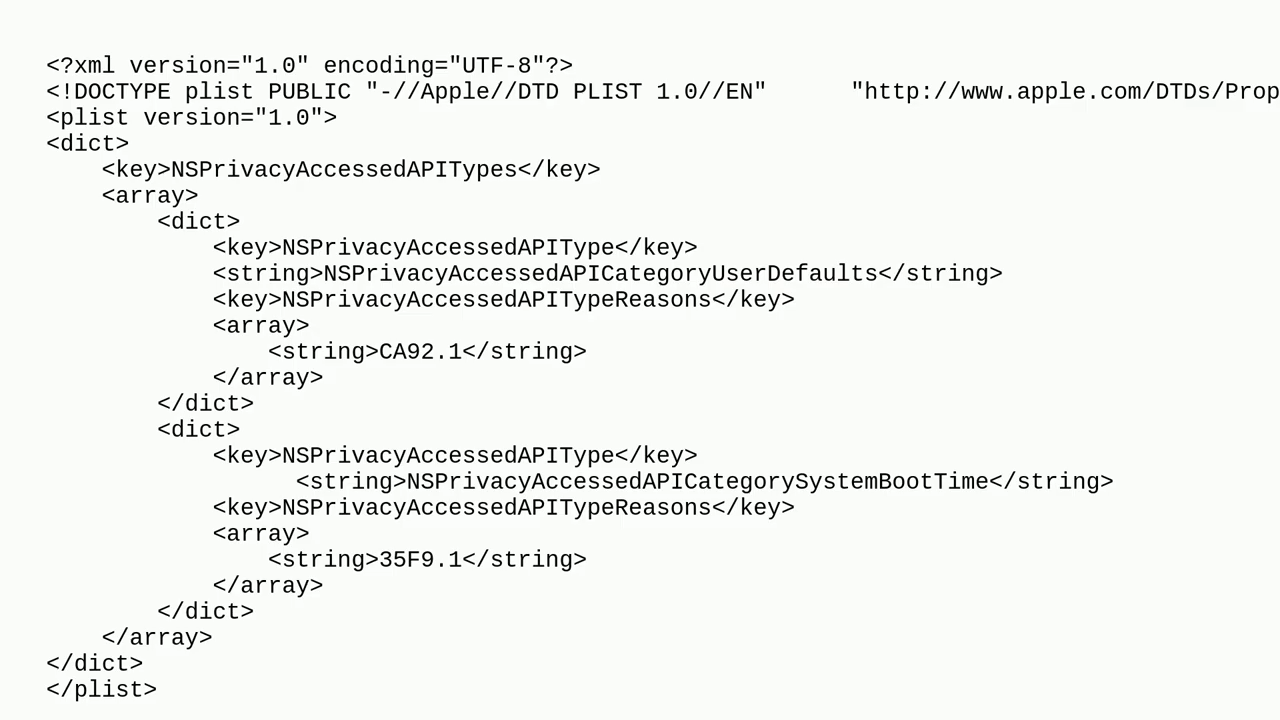 <?xml version="1.0" encoding="UTF-8"?>
<!DOCTYPE plist PUBLIC "-//Apple//DTD PLIST 1.0//EN"      "http://www.apple.com/DTDs/Prop
<plist version="1.0">
<dict>
    <key>NSPrivacyAccessedAPITypes</key>
    <array>
        <dict>
            <key>NSPrivacyAccessedAPIType</key>
            <string>NSPrivacyAccessedAPICategoryUserDefaults</string>
            <key>NSPrivacyAccessedAPITypeReasons</key>
            <array>
                <string>CA92.1</string>
            </array>
        </dict>
        <dict>
            <key>NSPrivacyAccessedAPIType</key>
                  <string>NSPrivacyAccessedAPICategorySystemBootTime</string>
            <key>NSPrivacyAccessedAPITypeReasons</key>
            <array>
                <string>35F9.1</string>
            </array>
        </dict>
    </array>
</dict>
</plist>